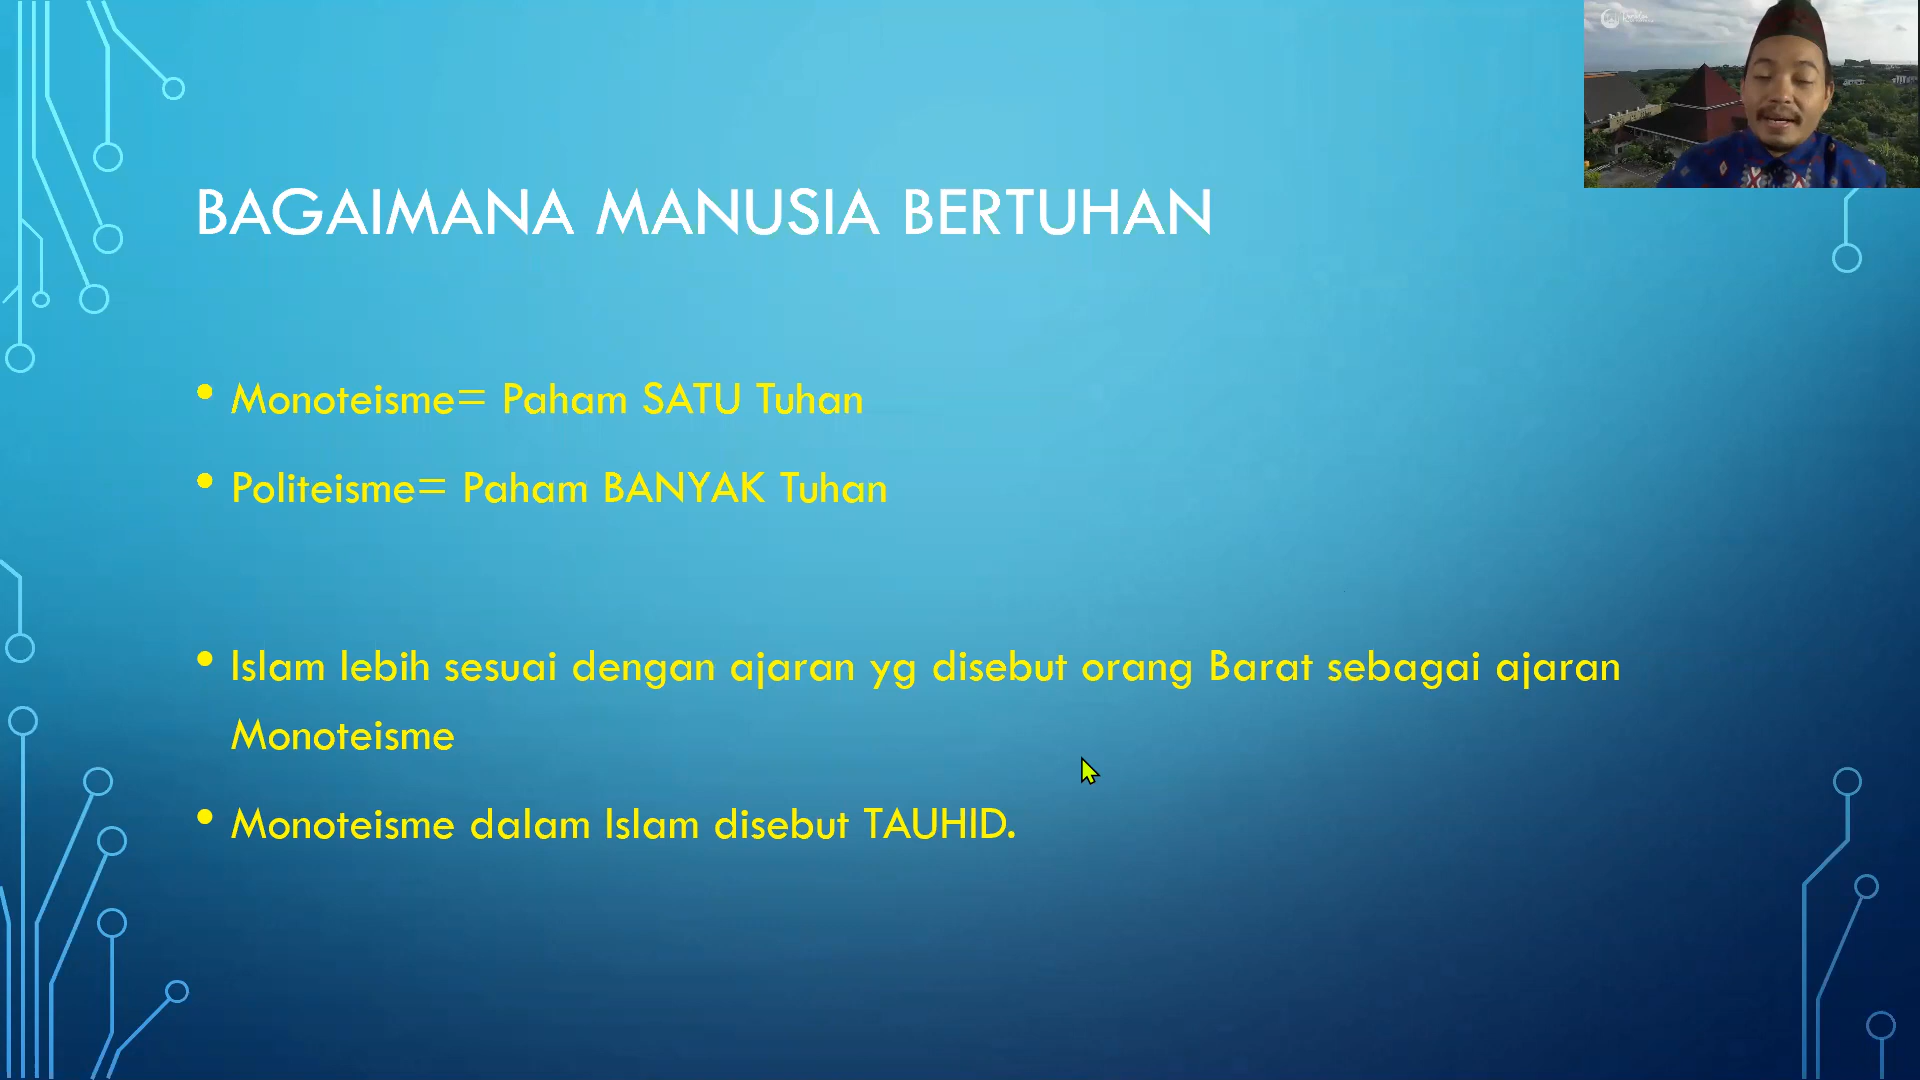 BAGAIMANA MANUSIA BERTUHAN
• Monoteisme= Paham SATU Tuhan
• Politeisme= Paham BANYAK Tuhan
• Islam lebih sesuai dengan ajaran yg disebut orang Barat sebagai ajaran
Monoteisme
• Monoteisme dalam Islam disebut TAUHID.